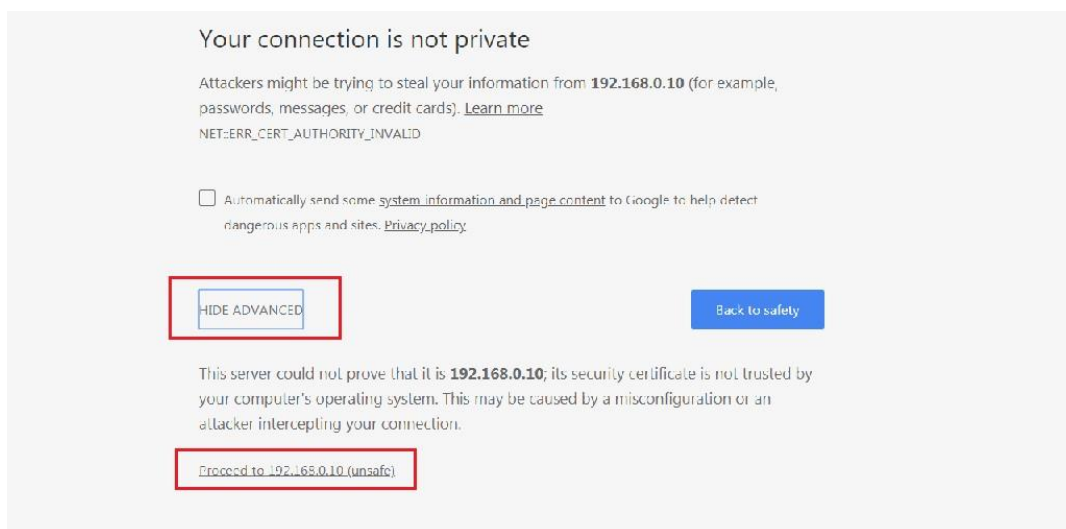 Your connection is not private
Attackers might be trying to steal your information from 192.168.0.10 (for example,
passwords, messages, or credit cards). Learn more
NET::ERR_CERT_AUTHORITY_INVALID
Automatically send some system information and page content to Google to help detect
dangerous apps and sites. Privacy policy
HIDE ADVANCED
Back to safety
This server could not prove that it is 192.168.0.10; its security certificate is not trusted by
your computer's operating system. This may be caused by a misconfiguration or an
attacker intercepting your connection.
Proceed to 192.168.0.10 (unsafe)